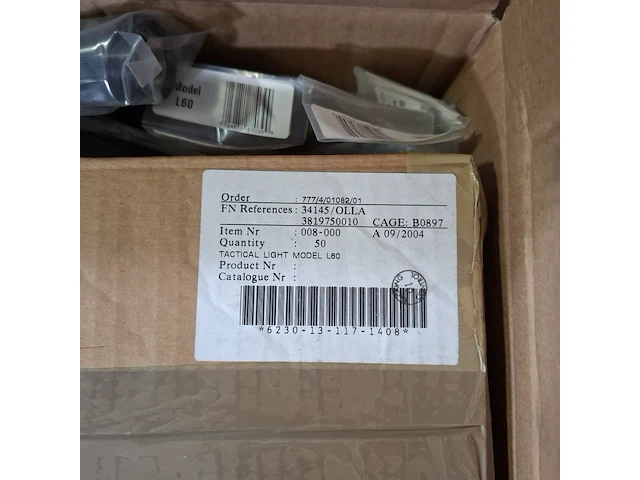 Model
L60
Order : 777/4/01082/01
FN References : 34145/OLLA
3819750010 CAGE: B0897
Item Nr : 008-000 A 09/2004
Quantity : 50
TACTICAL LIGHT MODEL L60
Product Nr :
Catalogue Nr :
*6230-13-117-1408*